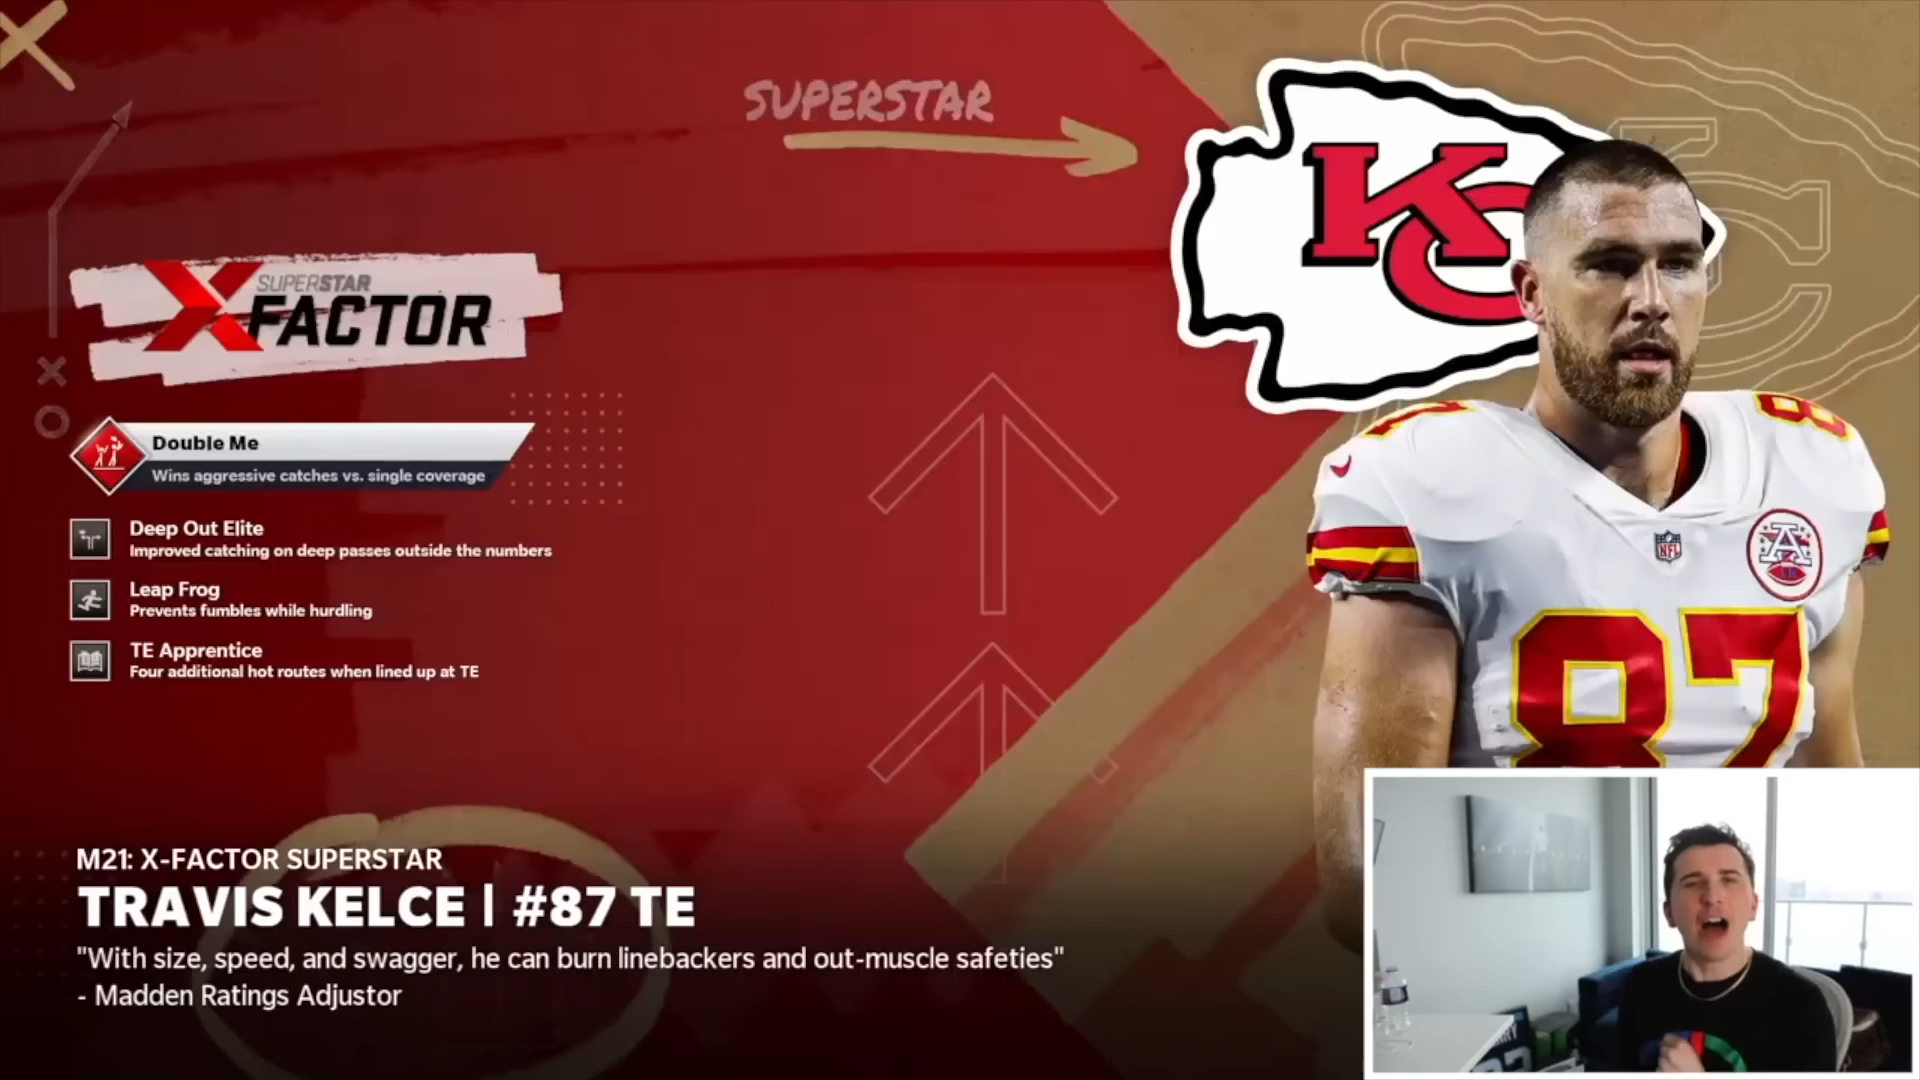 SUPERSTAR
KC
SUPERSTAR
X FACTOR
Double Me
Wins aggressive catches vs. single coverage
Deep Out Elite
Improved catching on deep passes outside the numbers
Leap Frog
Prevents fumbles while hurdling
TE Apprentice
Four additional hot routes when lined up at TE
87
NFL
A
87
M21: X-FACTOR SUPERSTAR
TRAVIS KELCE | #87 TE
"With size, speed, and swagger, he can burn linebackers and out-muscle safeties"
- Madden Ratings Adjustor